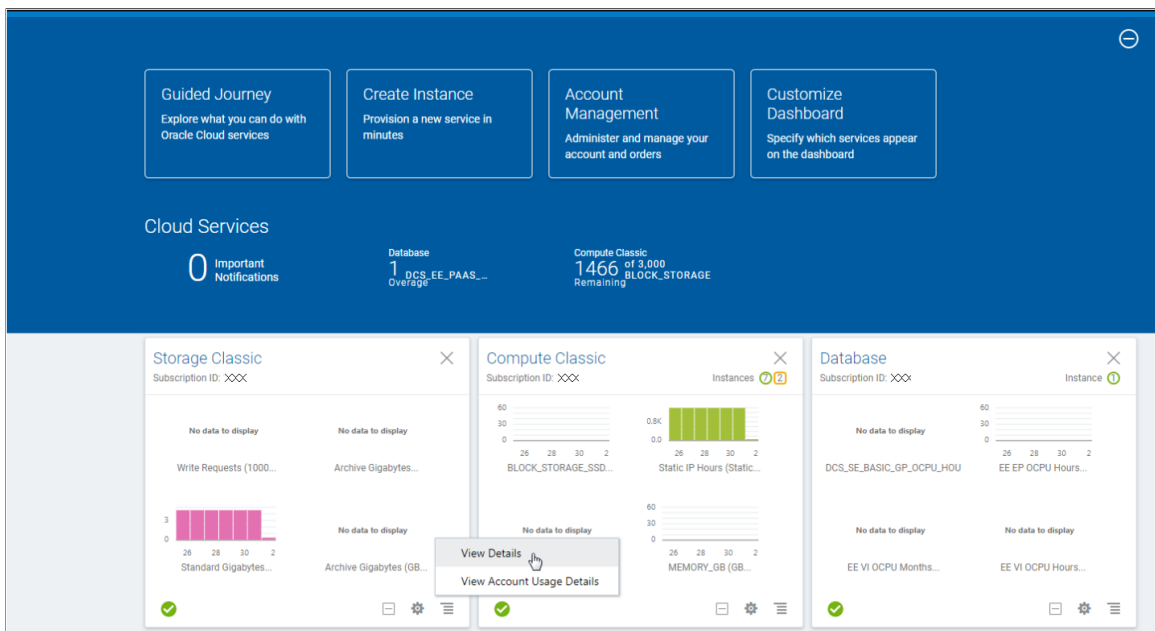 Guided Journey
Explore what you can do with
Oracle Cloud services
Create Instance
Provision a new service in
minutes
Account
Management
Administer and manage your
account and orders
Customize
Dashboard
Specify which services appear
on the dashboard
Cloud Services
0 Important
Notifications
Database
1 DCS_EE_PAAS_...
Overage
Compute Classic
1466 of 3,000
BLOCK_STORAGE
Remaining
Storage Classic
Subscription ID: XXX
No data to display
Write Requests (1000...
No data to display
Archive Gigabytes...
3
0
26 28 30 2
Standard Gigabytes...
No data to display
Archive Gigabytes (GB...
Compute Classic
Subscription ID: XXX
Instances 7 2
60
30
0
26 28 30 2
BLOCK_STORAGE_SSD...
0.8K
0.0
26 28 30 2
Static IP Hours (Static...
No data to display
60
30
0
26 28 30 2
MEMORY_GB (GB...
View Details
View Account Usage Details
Database
Subscription ID: XXX
Instance 1
No data to display
DCS_SE_BASIC_GP_OCPU_HOU
60
30
0
26 28 30 2
EE EP OCPU Hours...
No data to display
EE VI OCPU Months...
No data to display
EE VI OCPU Hours...